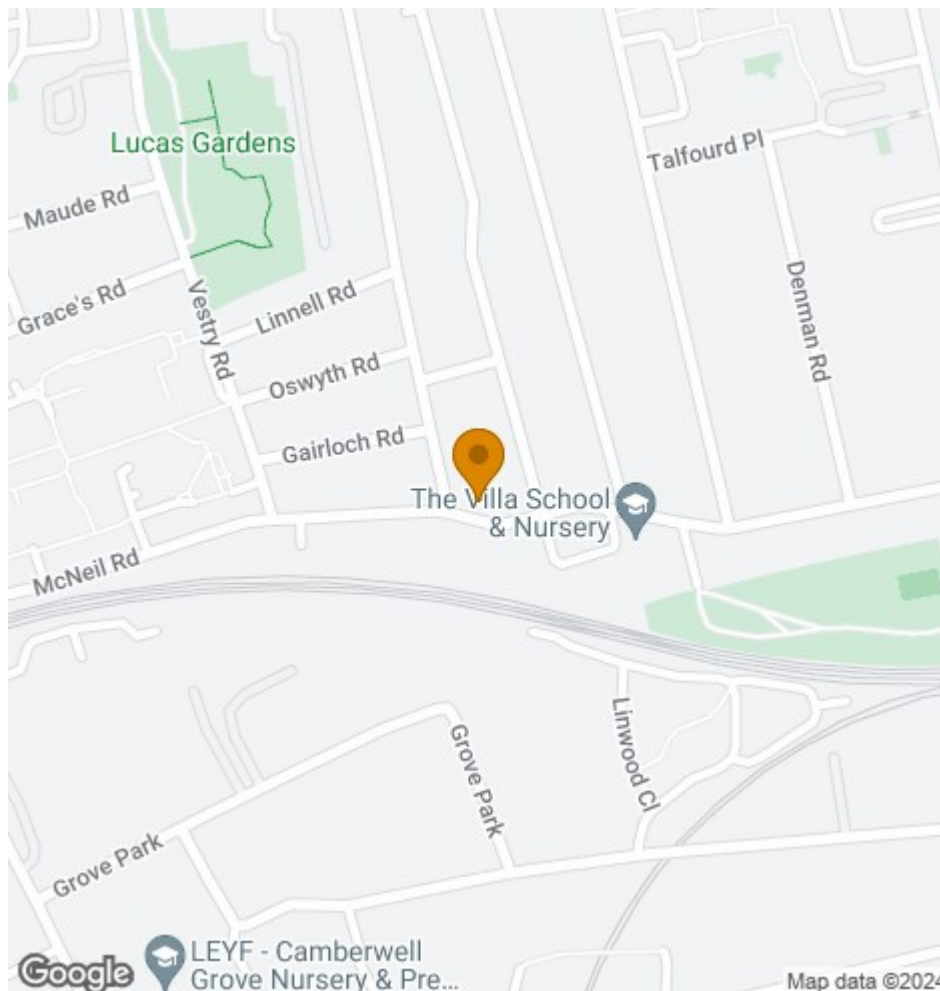 Lucas Gardens
Talfourd Pl
Maude Rd
Grace's Rd
Vestry Rd
Linnell Rd
Denman Rd
Oswyth Rd
Gairloch Rd
The Villa School
& Nursery
McNeil Rd
Linwood Cl
Grove Park
Grove Park
LEYF - Camberwell
Grove Nursery & Pre...
Google
Map data ©2024